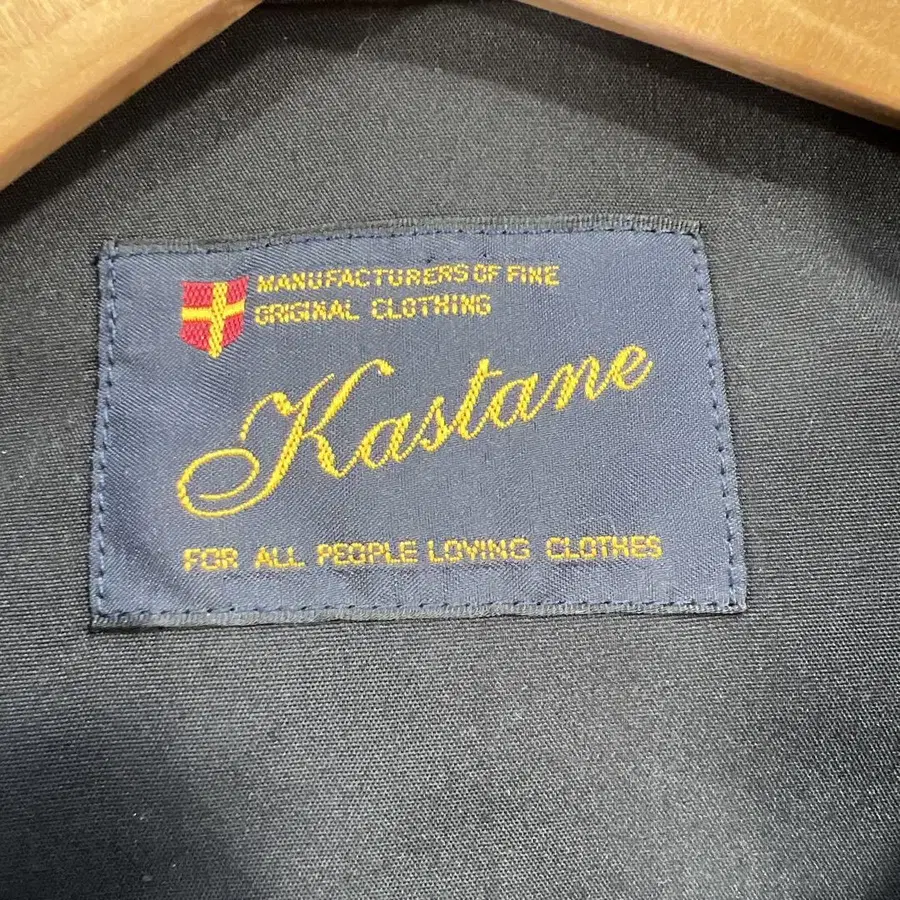 MANUFACTURERS OF FINE
ORIGINAL CLOTHING
Kastane
FOR ALL PEOPLE LOVING CLOTHES